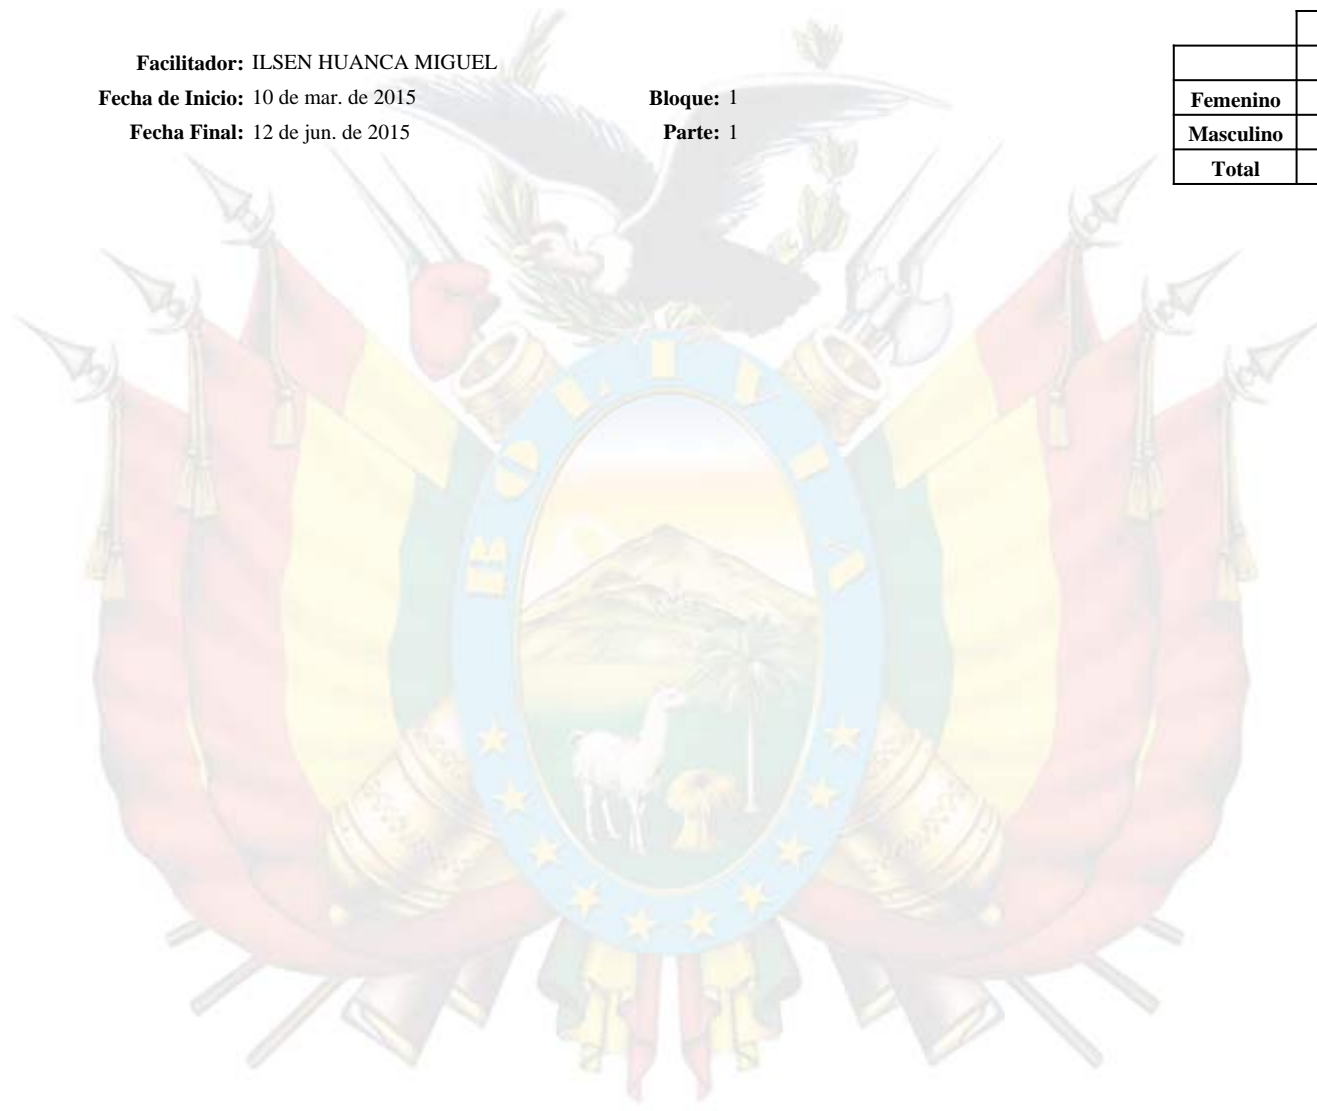 Facilitador: ILSEN HUANCA MIGUEL
Fecha de Inicio: 10 de mar. de 2015 Bloque: 1
Fecha Final: 12 de jun. de 2015 Parte: 1
Femenino
Masculino
Total
BOLIVIA